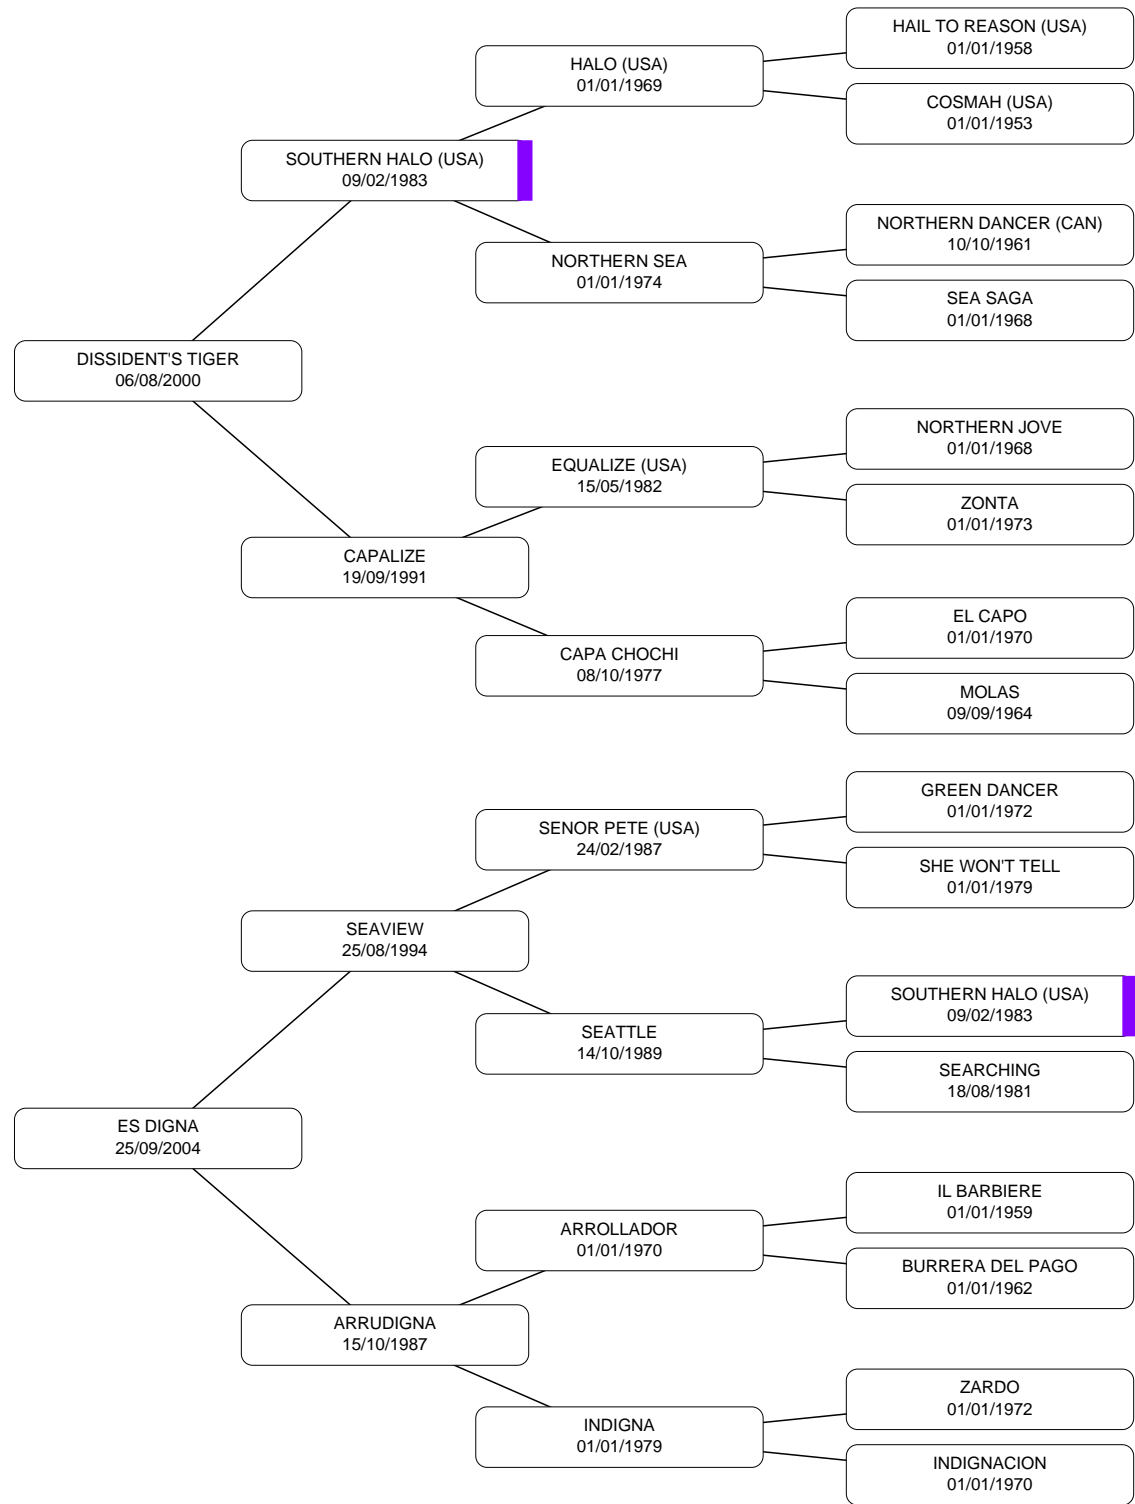 HAIL TO REASON (USA)
01/01/1958
HALO (USA)
01/01/1969
COSMAH (USA)
01/01/1953
SOUTHERN HALO (USA)
09/02/1983
NORTHERN DANCER (CAN)
10/10/1961
NORTHERN SEA
01/01/1974
SEA SAGA
01/01/1968
DISSIDENT'S TIGER
06/08/2000
NORTHERN JOVE
01/01/1968
EQUALIZE (USA)
15/05/1982
ZONTA
01/01/1973
CAPALIZE
19/09/1991
EL CAPO
01/01/1970
CAPA CHOCHI
08/10/1977
MOLAS
09/09/1964
GREEN DANCER
01/01/1972
SENOR PETE (USA)
24/02/1987
SHE WON'T TELL
01/01/1979
SEAVIEW
25/08/1994
SOUTHERN HALO (USA)
09/02/1983
SEATTLE
14/10/1989
SEARCHING
18/08/1981
ES DIGNA
25/09/2004
IL BARBIERE
01/01/1959
ARROLLADOR
01/01/1970
BURRERA DEL PAGO
01/01/1962
ARRUDIGNA
15/10/1987
ZARDO
01/01/1972
INDIGNA
01/01/1979
INDIGNACION
01/01/1970